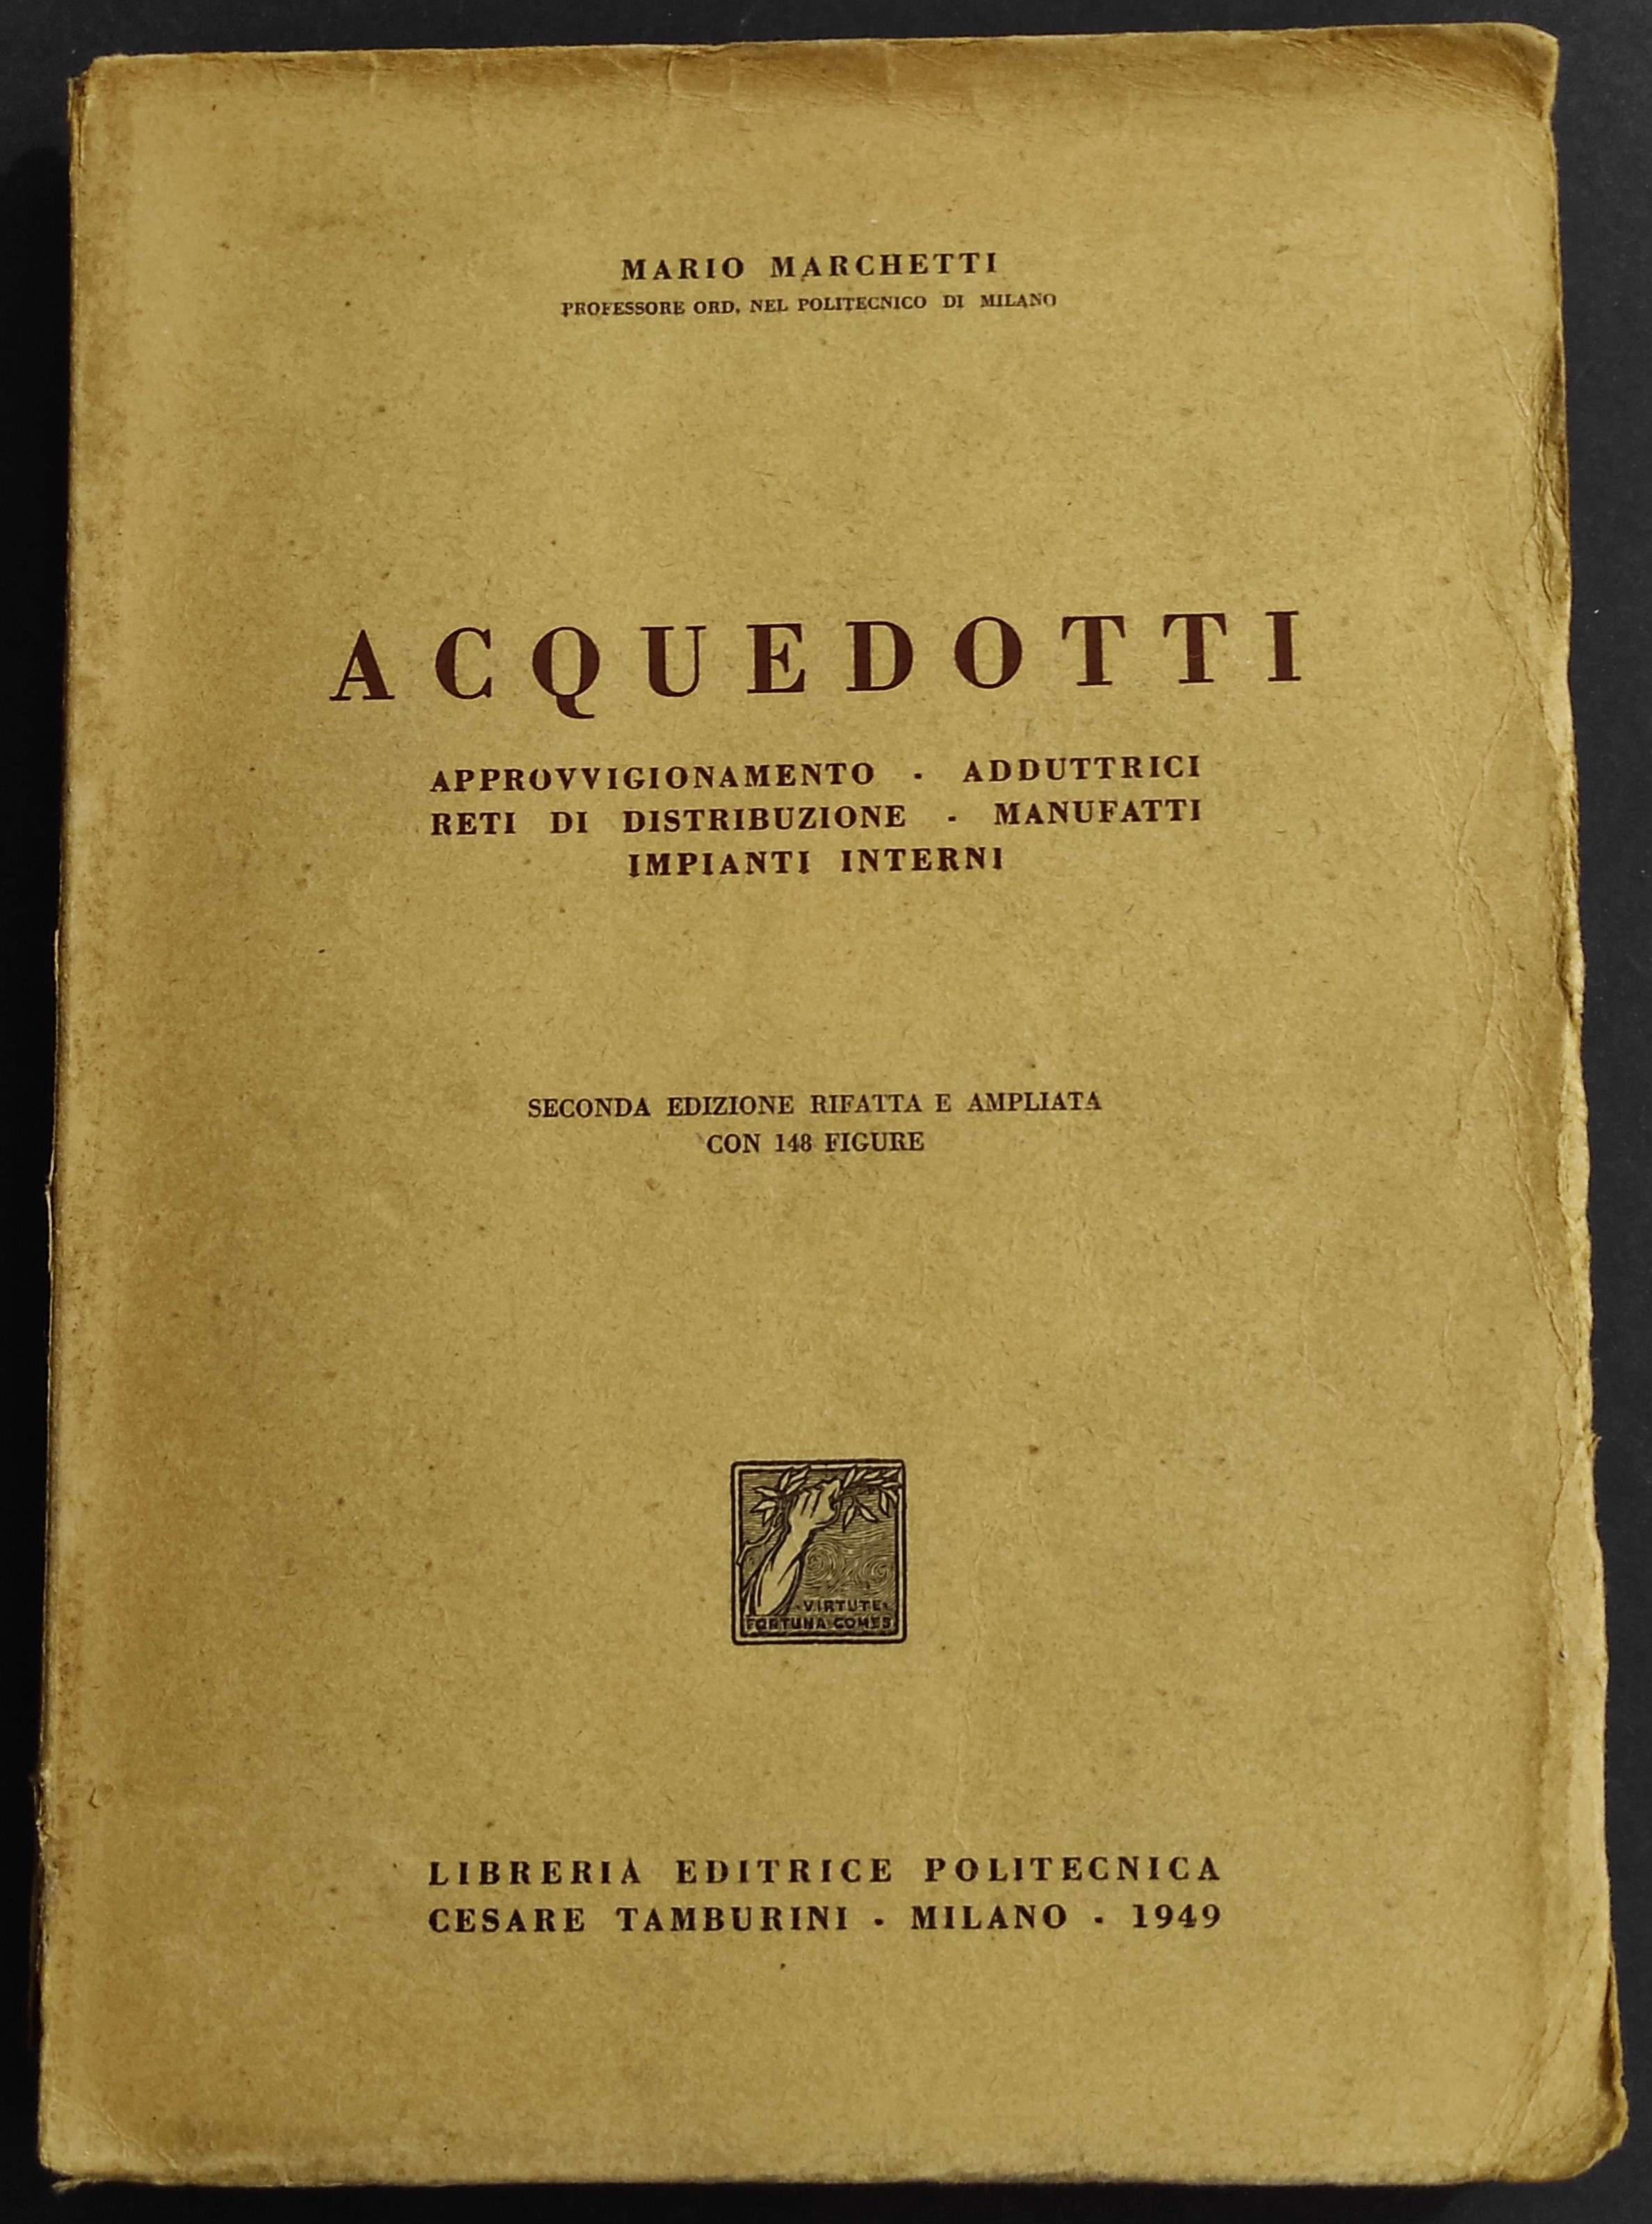 MARIO MARCHETTI
PROFESSORE ORD. NEL POLITECNICO DI MILANO
ACQUEDOTTI
APPROVVIGIONAMENTO - ADDUTTRICI
RETI DI DISTRIBUZIONE - MANUFATTI
IMPIANTI INTERNI
SECONDA EDIZIONE RIFATTA E AMPLIATA
CON 148 FIGURE
·VIRTUTE·
FORTUNA·COMES
LIBRERIA EDITRICE POLITECNICA
CESARE TAMBURINI - MILANO - 1949